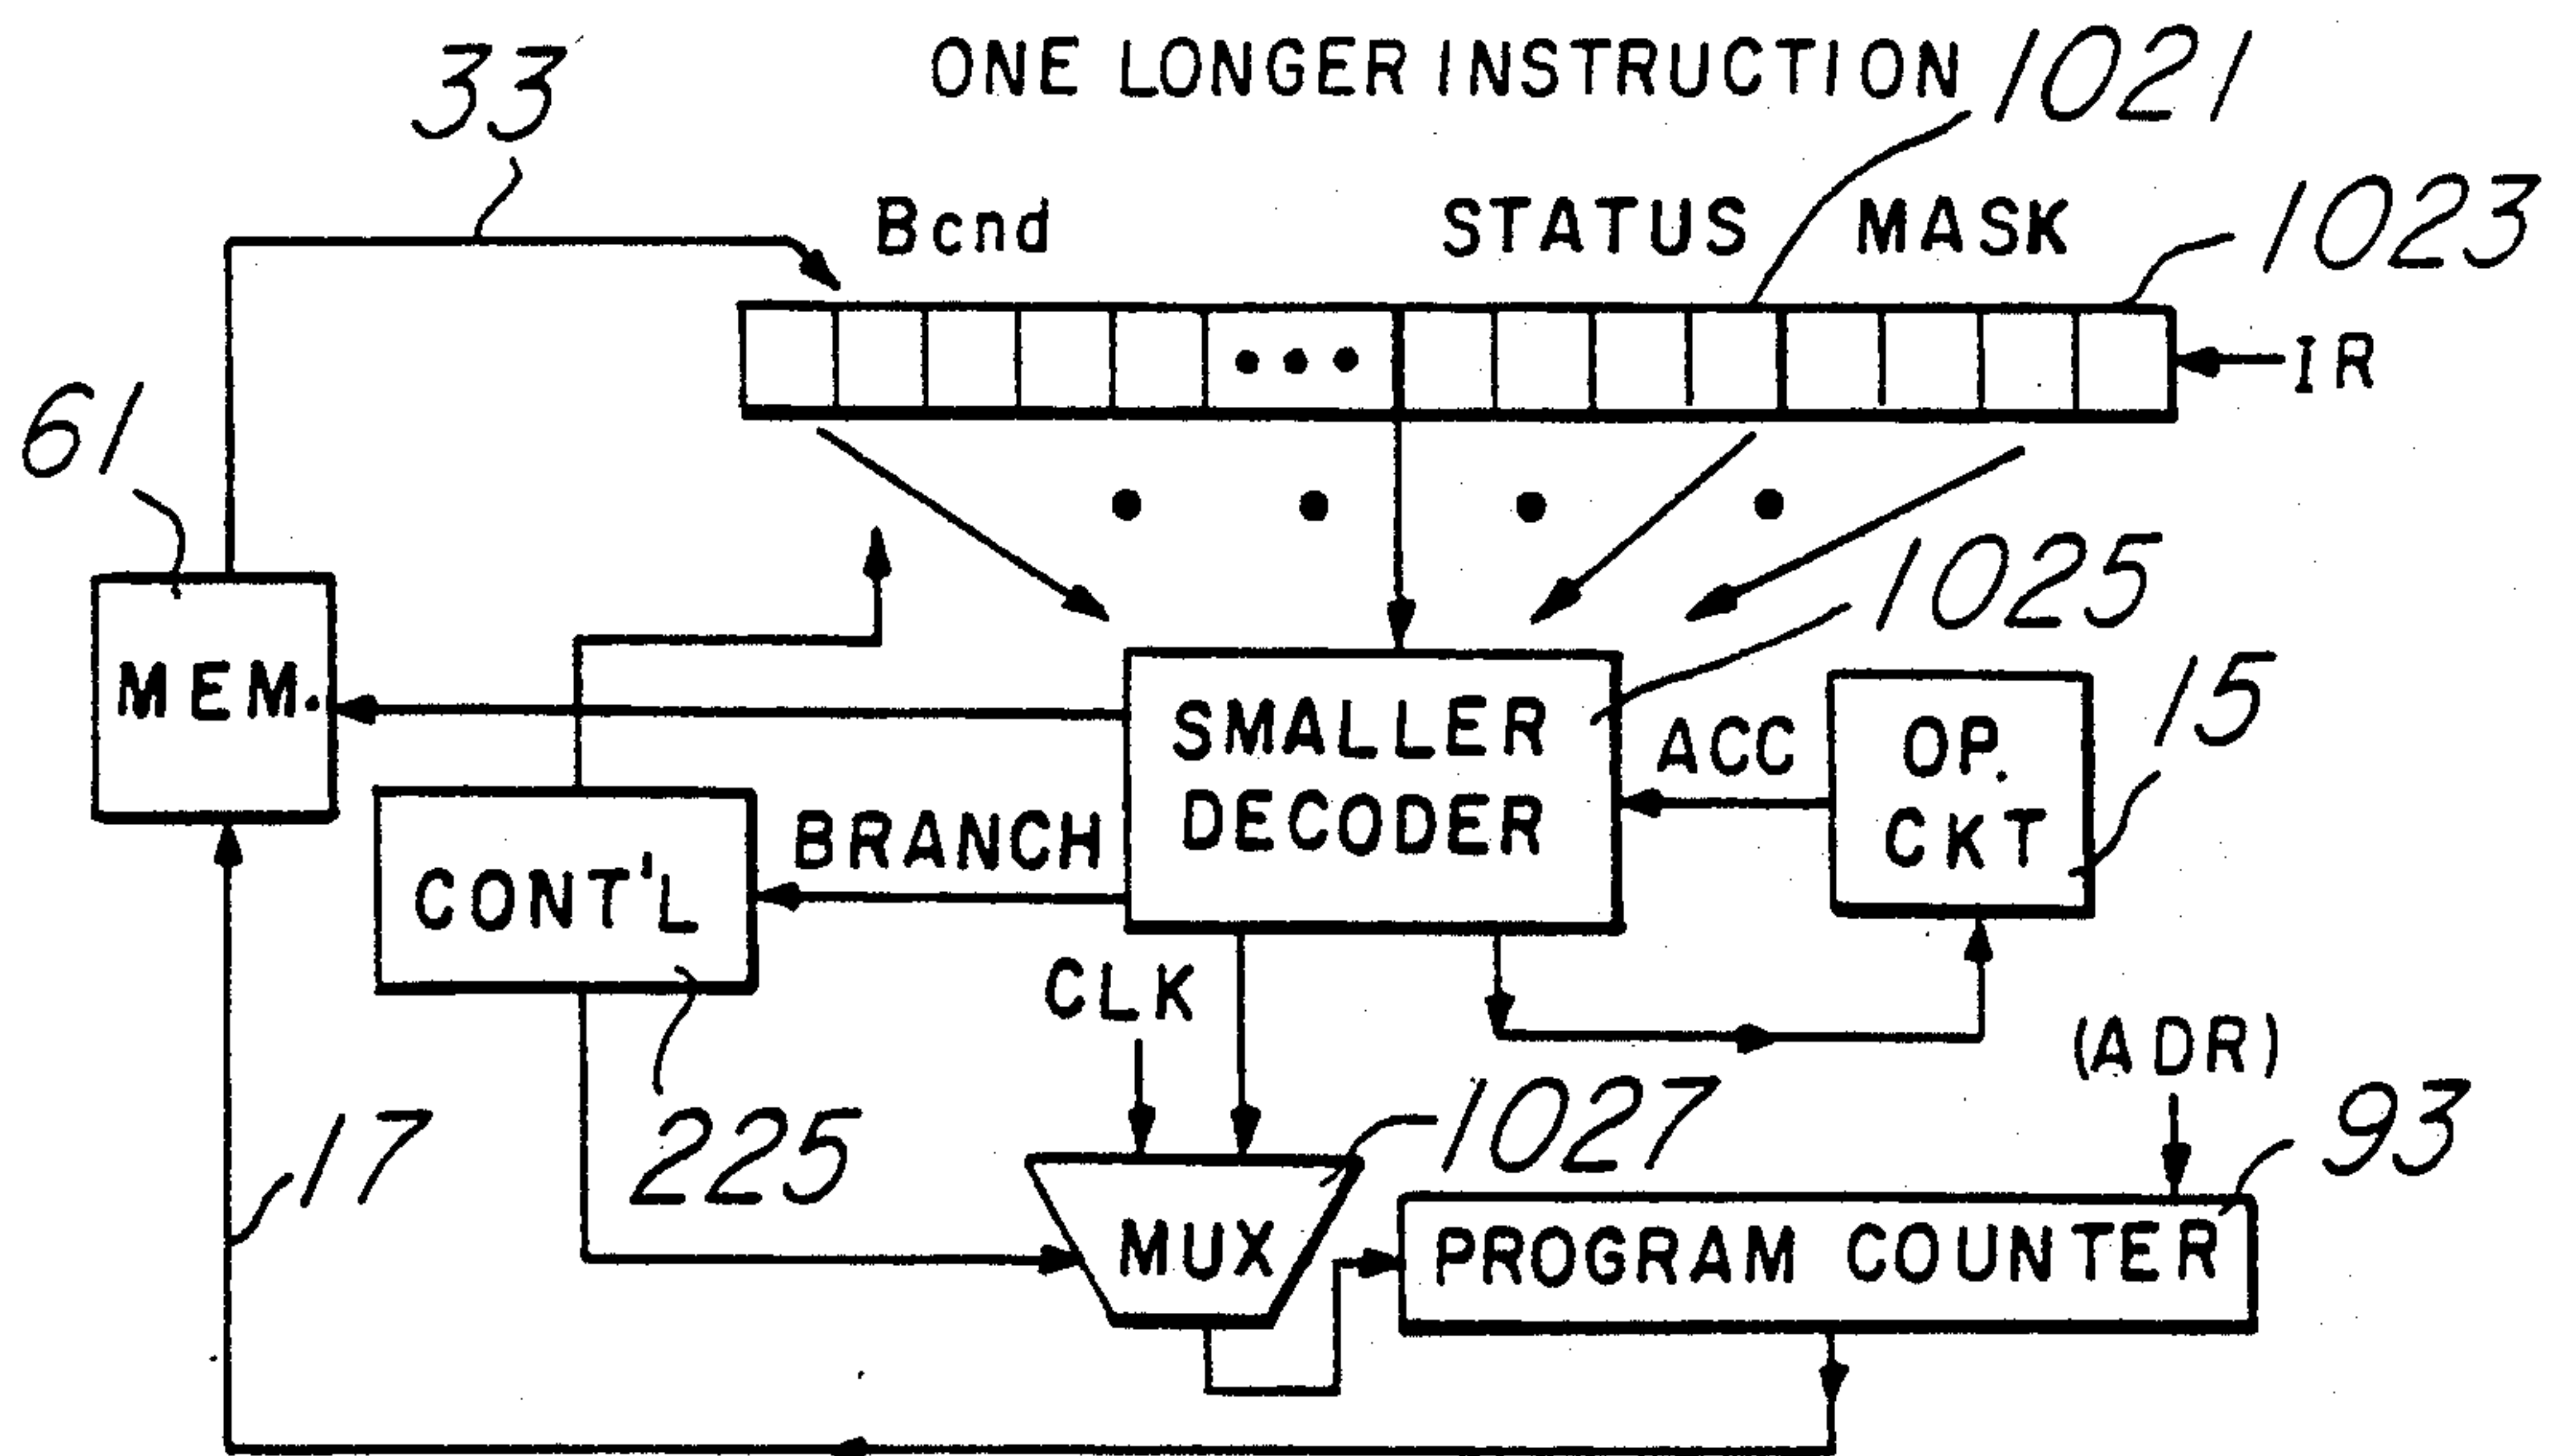 33
ONE LONGER INSTRUCTION
1021
Bcnd
STATUS MASK
1023
IR
61
1025
MEM.
SMALLER
DECODER
ACC
OP.
CKT
15
BRANCH
CONT'L
CLK
(ADR)
17
225
1027
93
MUX
PROGRAM COUNTER